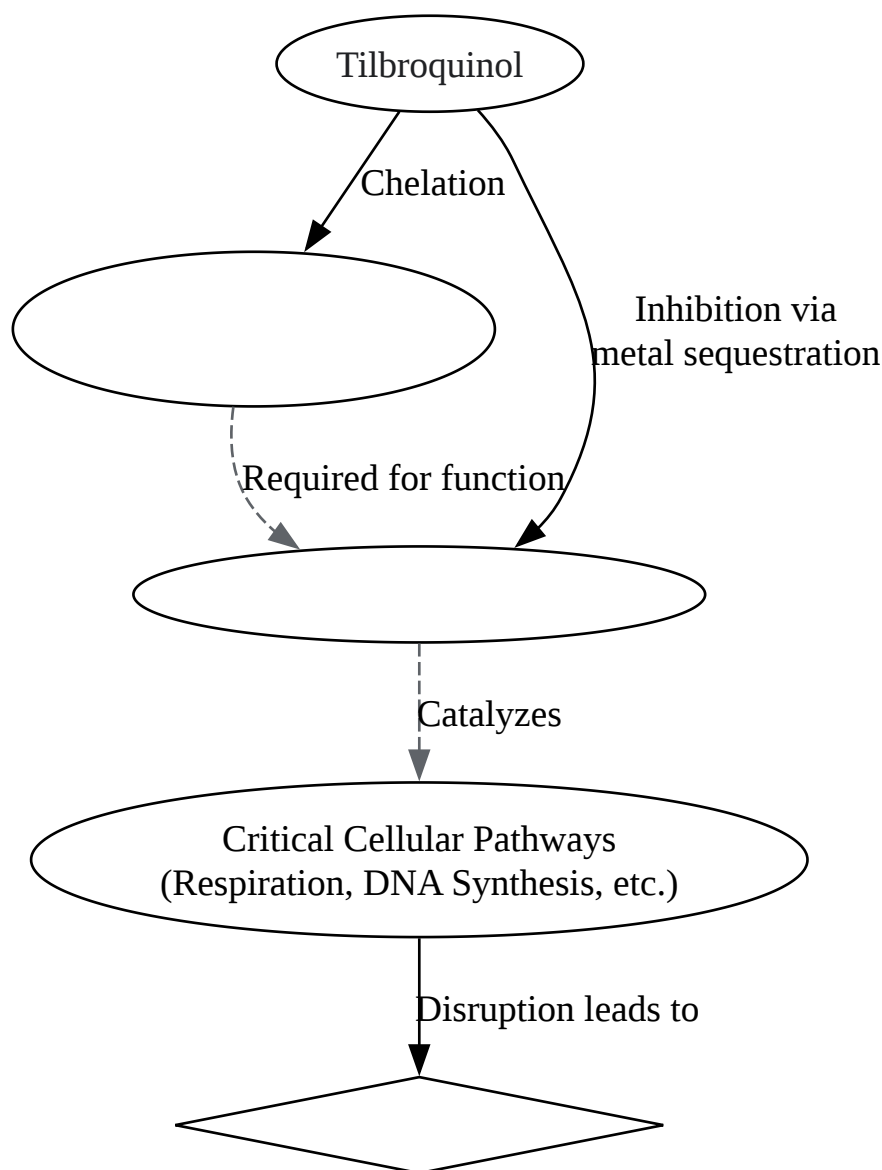 Tilbroquinol
Chelation
Inhibition via
metal sequestration
Required for function
Catalyzes
Critical Cellular Pathways
(Respiration, DNA Synthesis, etc.)
Disruption leads to